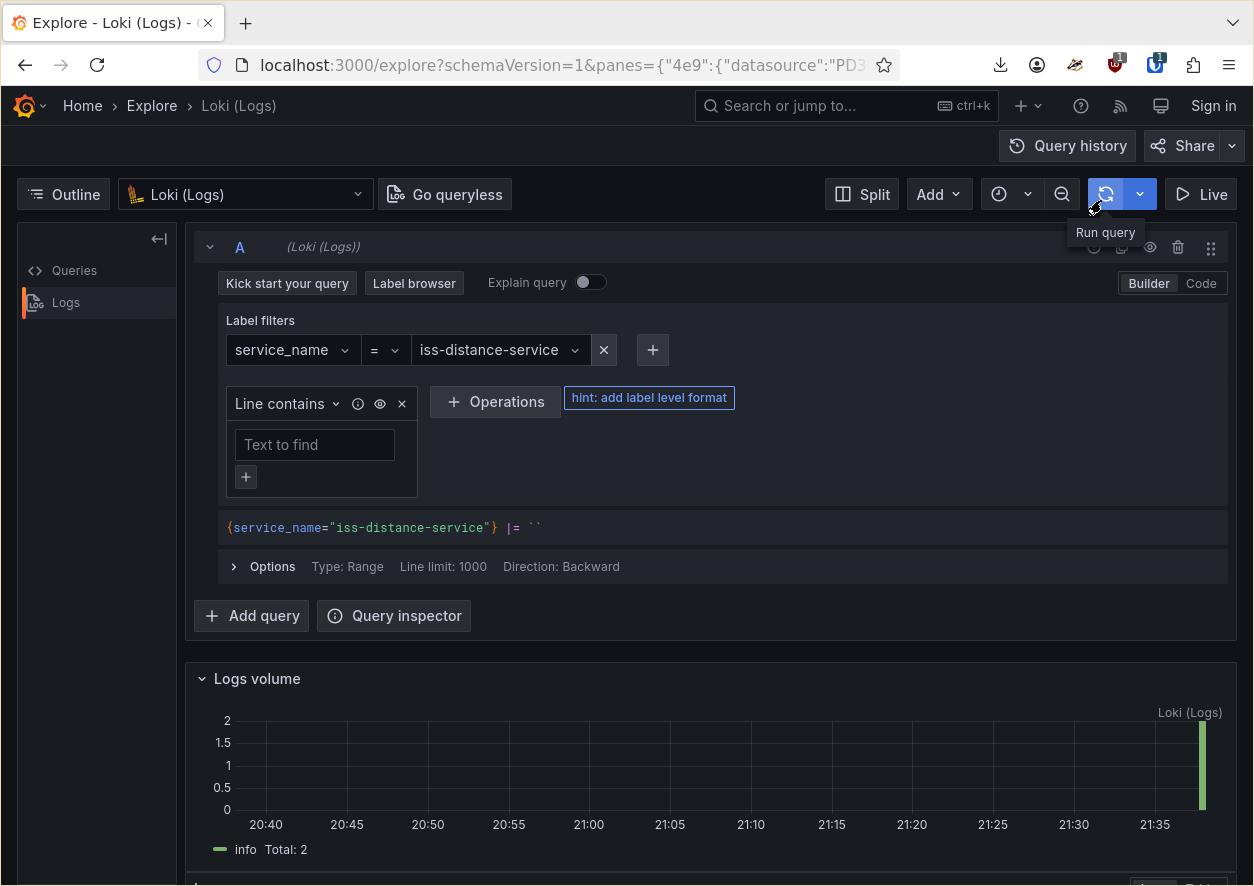 Explore - Loki (Logs) -
localhost:3000/explore?schemaVersion=1&panes={"4e9":{"datasource":"PD3
1
1
Home › Explore › Loki (Logs)
Search or jump to...
ctrl+k
Sign in
Query history
Share
Outline
Loki (Logs)
LOG
Go queryless
Split
Add
Live
Run query
Queries
LOG
Logs
A
(Loki (Logs))
Kick start your query
Label browser
Explain query
Builder
Code
Label filters
service_name
=
iss-distance-service
Line contains
Operations
hint: add label level format
Text to find
{service_name="iss-distance-service"} |= ``
Options
Type: Range
Line limit: 1000
Direction: Backward
Add query
Query inspector
Logs volume
Loki (Logs)
2
1.5
1
0.5
0
20:40
20:45
20:50
20:55
21:00
21:05
21:10
21:15
21:20
21:25
21:30
21:35
info Total: 2